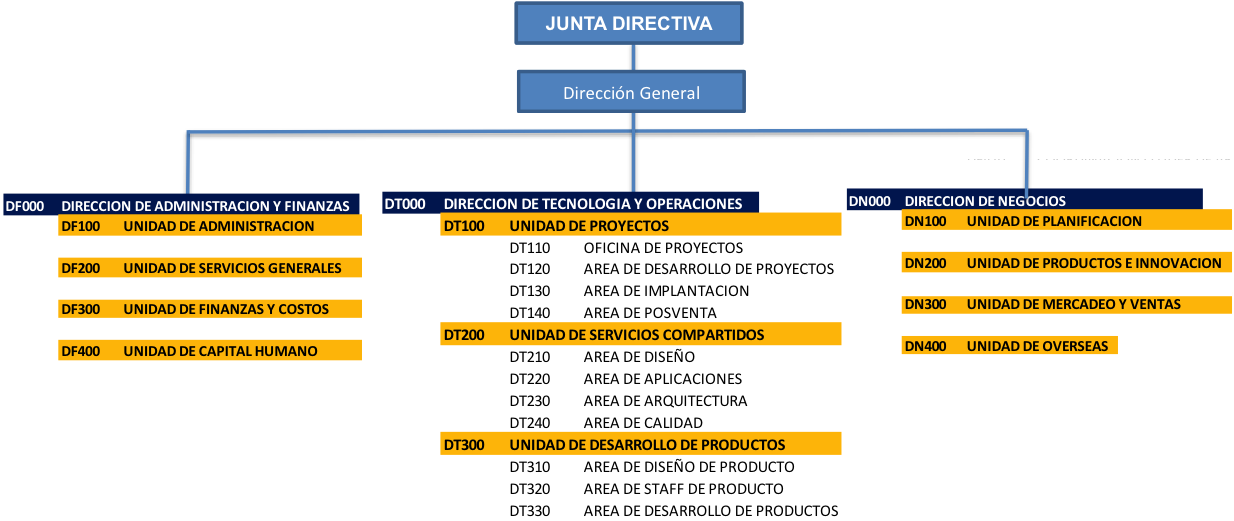 JUNTA DIRECTIVA
Dirección General
DF000 DIRECCION DE ADMINISTRACION Y FINANZAS
DF100 UNIDAD DE ADMINISTRACION
DF200 UNIDAD DE SERVICIOS GENERALES
DF300 UNIDAD DE FINANZAS Y COSTOS
DF400 UNIDAD DE CAPITAL HUMANO
DT000 DIRECCION DE TECNOLOGIA Y OPERACIONES
DT100 UNIDAD DE PROYECTOS
DT110 OFICINA DE PROYECTOS
DT120 AREA DE DESARROLLO DE PROYECTOS
DT130 AREA DE IMPLANTACION
DT140 AREA DE POSVENTA
DT200 UNIDAD DE SERVICIOS COMPARTIDOS
DT210 AREA DE DISEÑO
DT220 AREA DE APLICACIONES
DT230 AREA DE ARQUITECTURA
DT240 AREA DE CALIDAD
DT300 UNIDAD DE DESARROLLO DE PRODUCTOS
DT310 AREA DE DISEÑO DE PRODUCTO
DT320 AREA DE STAFF DE PRODUCTO
DT330 AREA DE DESARROLLO DE PRODUCTOS
DN000 DIRECCION DE NEGOCIOS
DN100 UNIDAD DE PLANIFICACION
DN200 UNIDAD DE PRODUCTOS E INNOVACION
DN300 UNIDAD DE MERCADEO Y VENTAS
DN400 UNIDAD DE OVERSEAS